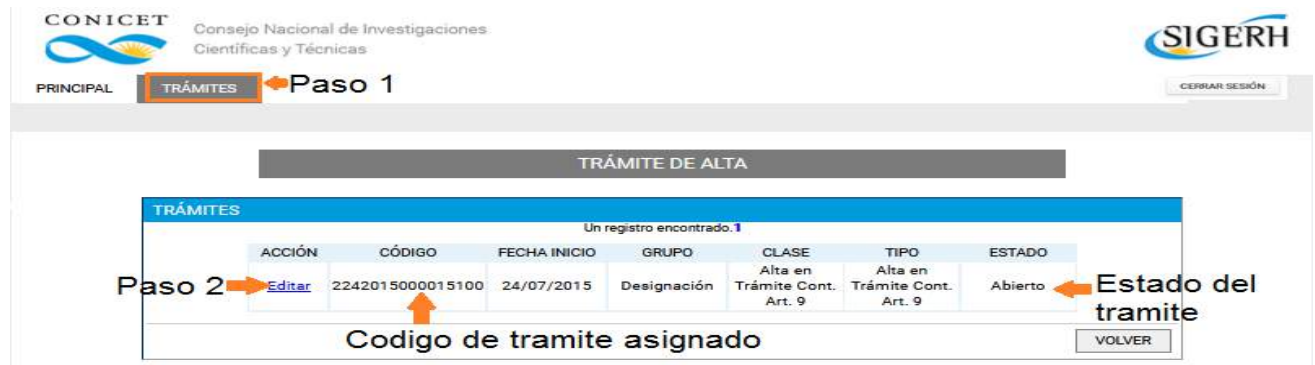 CONICET
Consejo Nacional de Investigaciones
Científicas y Técnicas
SIGERH
PRINCIPAL TRÁMITES Paso 1 CERRAR SESIÓN
TRÁMITE DE ALTA
TRÁMITES
Un registro encontrado.1
ACCIÓN CÓDIGO FECHA INICIO GRUPO CLASE TIPO ESTADO
Paso 2 Editar 2242015000015100 24/07/2015 Designación Alta en Trámite Cont. Art. 9 Alta en Trámite Cont. Art. 9 Abierto Estado del
tramite
Codigo de tramite asignado
VOLVER